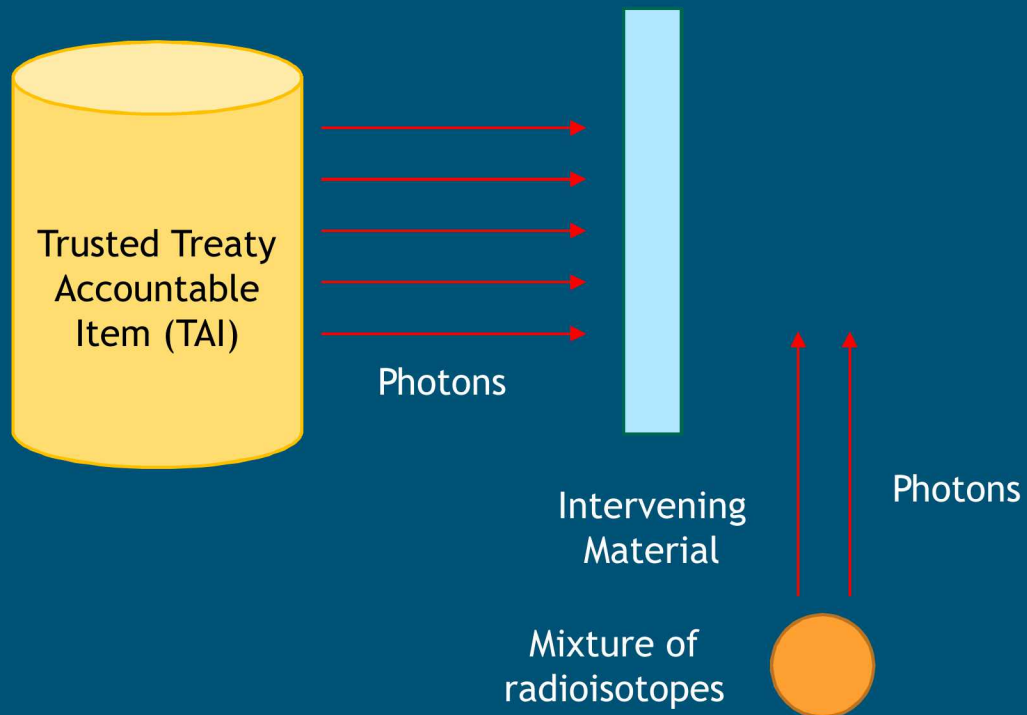 Trusted Treaty
Accountable
Item (TAI)
Photons
Intervening
Material
Photons
Mixture of
radioisotopes